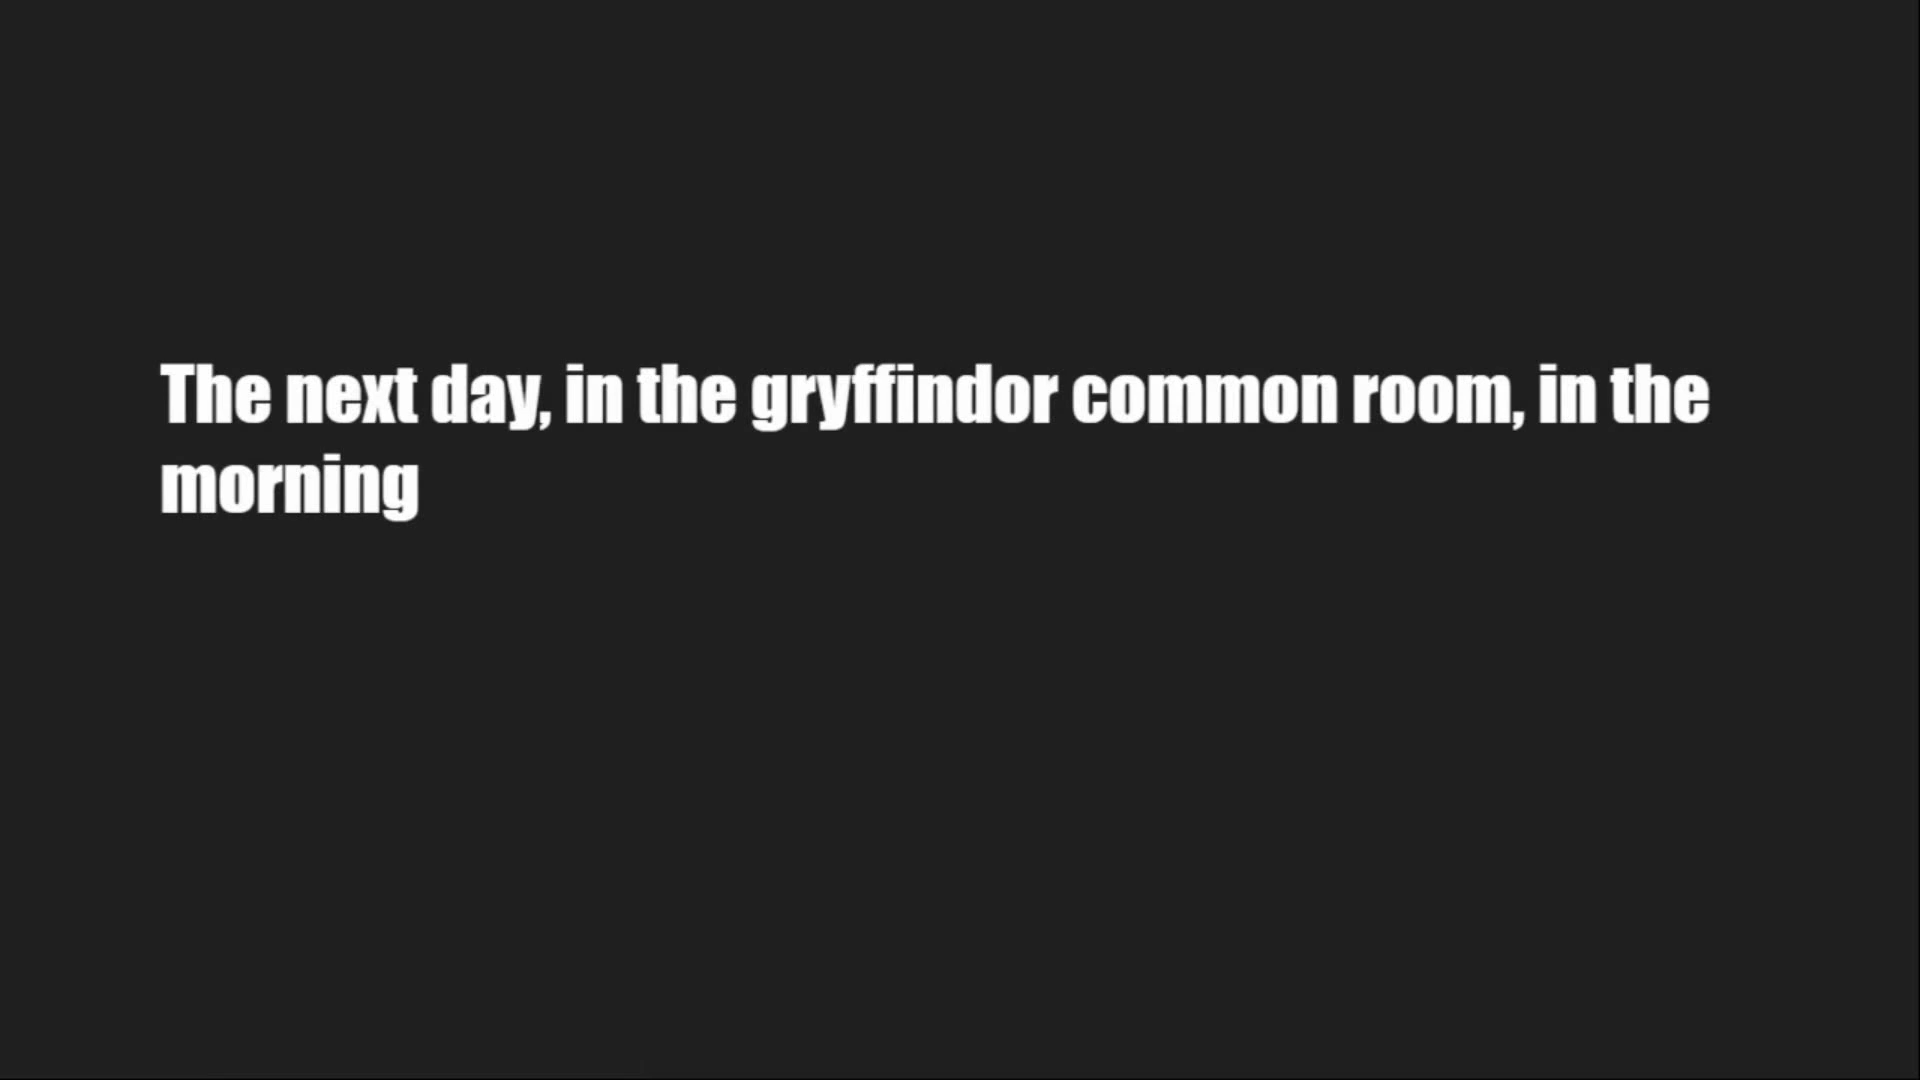 The next day, in the gryffindor common room, in the
morning